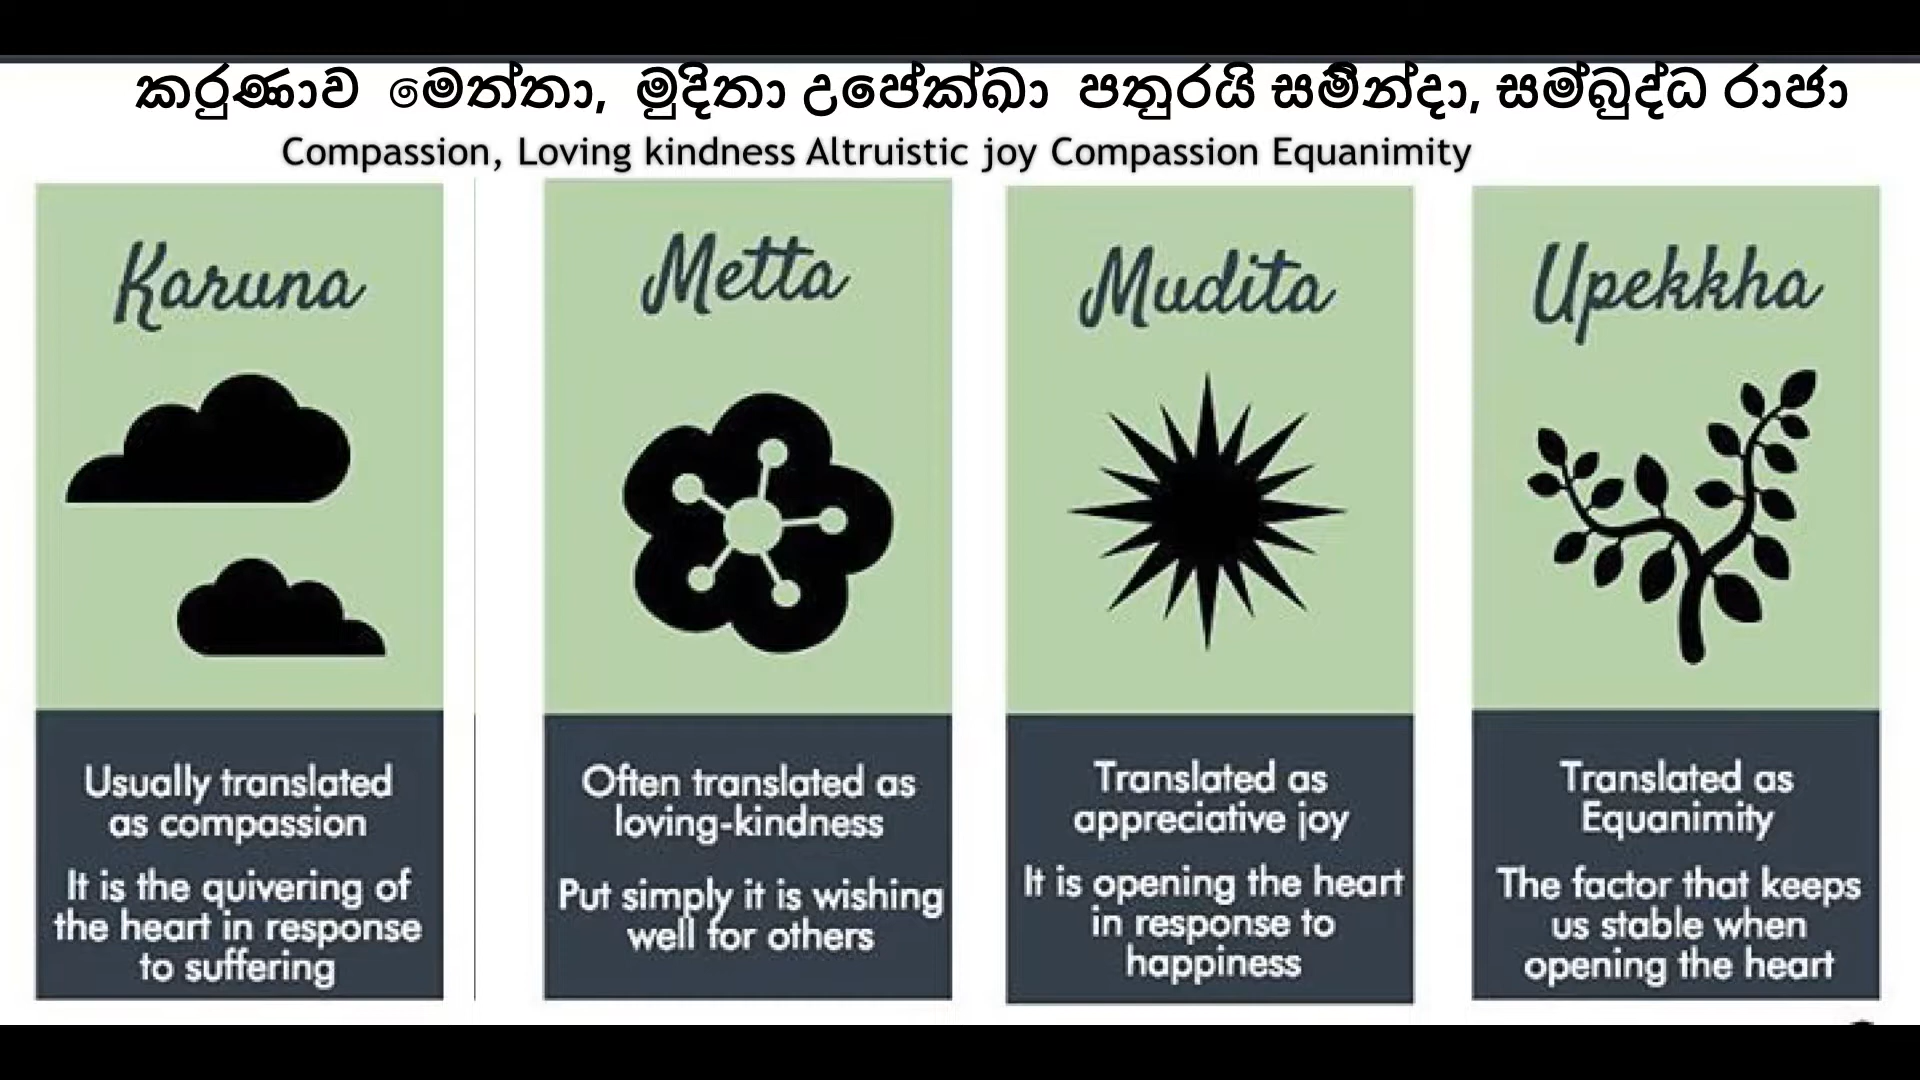 කරුණාව මෙත්තා, මුදිතා උපේක්ඛා පතුරයි සමින්දා, සම්බුද්ධ රාජා
Compassion, Loving kindness Altruistic joy Compassion Equanimity
Karuna
Usually translated
as compassion
It is the quivering of
the heart in response
to suffering
Metta
Often translated as
loving-kindness
Put simply it is wishing
well for others
Mudita
Translated as
appreciative joy
It is opening the heart
in response to
happiness
Upekkha
Translated as
Equanimity
The factor that keeps
us stable when
opening the heart